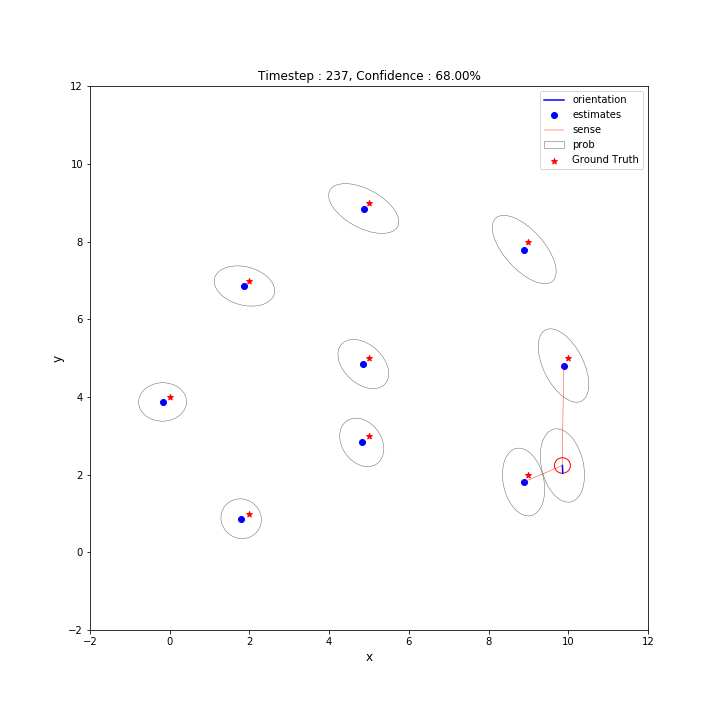 Timestep : 237, Confidence : 68.00%
orientation
estimates
sense
prob
Ground Truth
12
10
8
6
4
2
0
−2
y
−2 0 2 4 6 8 10 12
x